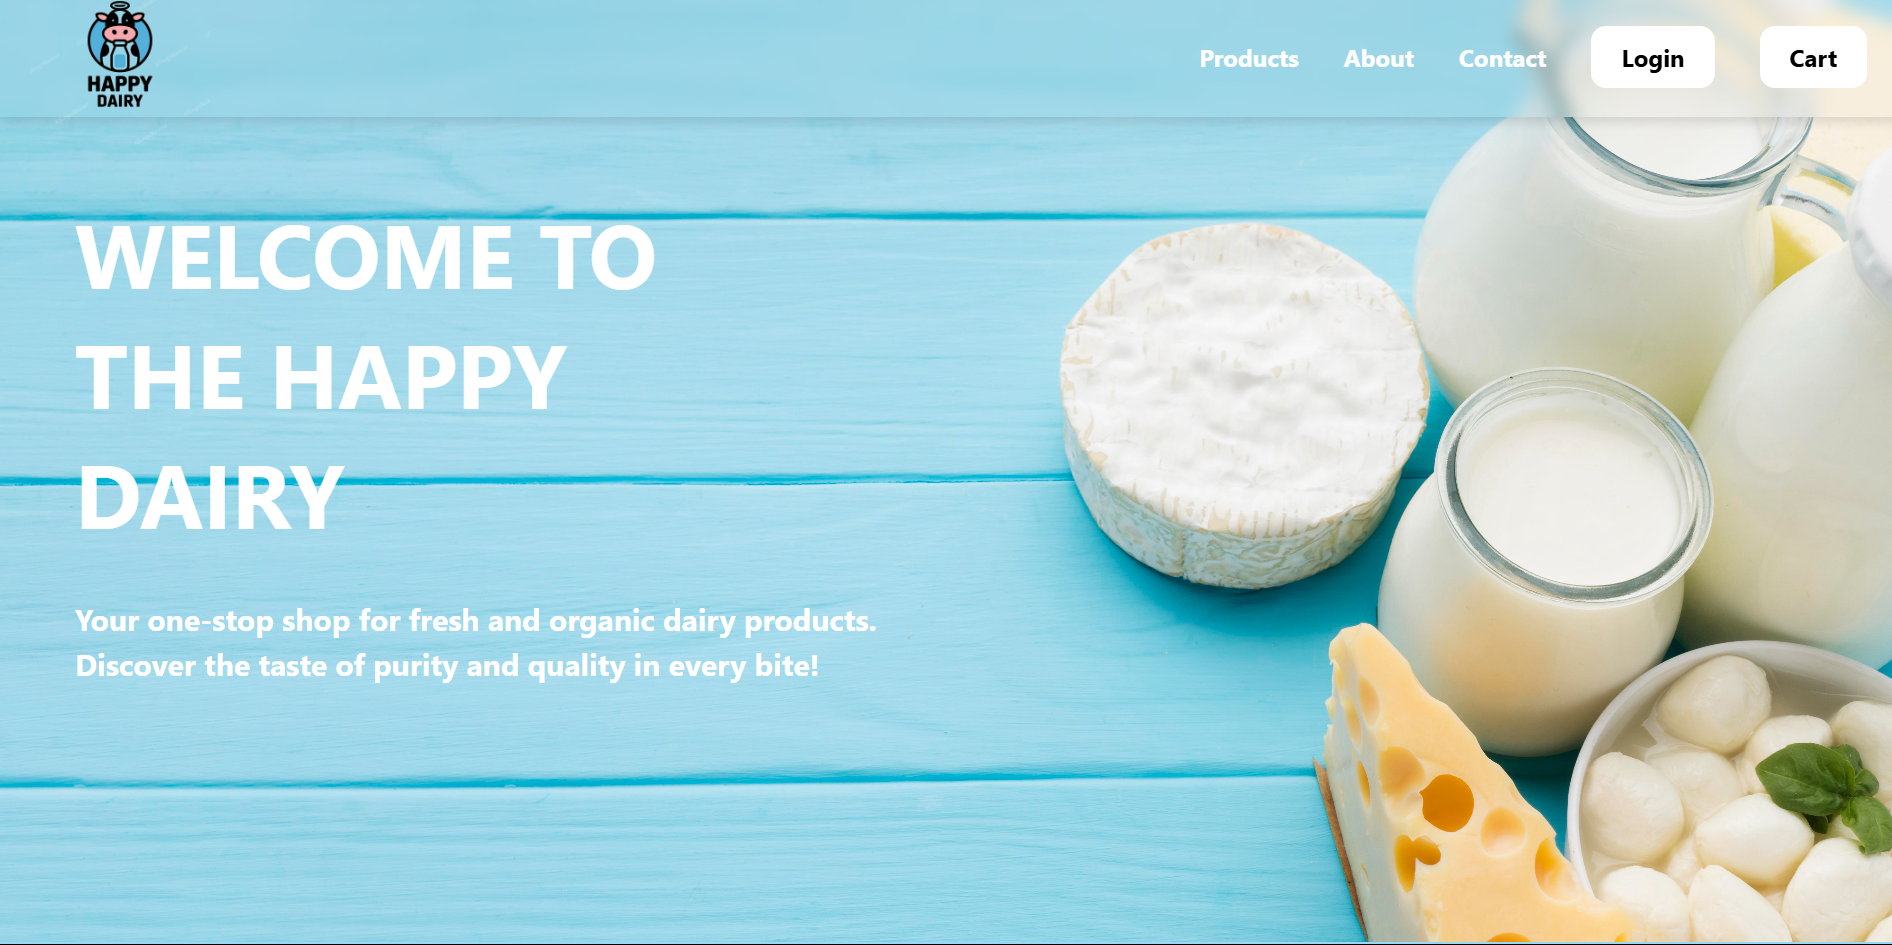 HAPPY
DAIRY
Products About Contact Login Cart
WELCOME TO
THE HAPPY
DAIRY
Your one-stop shop for fresh and organic dairy products.
Discover the taste of purity and quality in every bite!